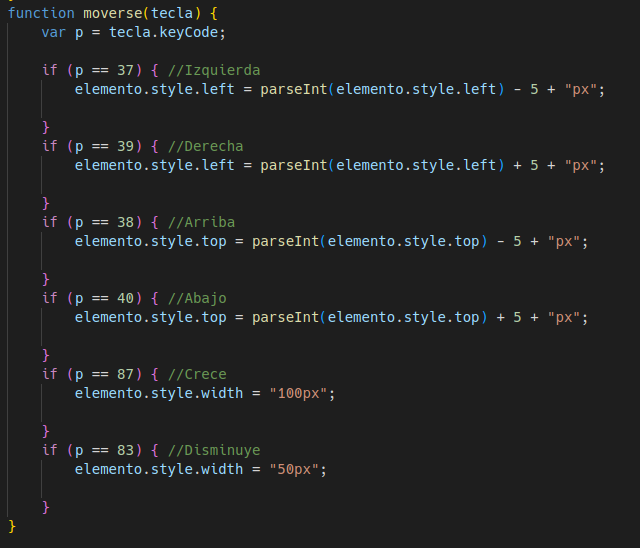 function moverse(tecla) {
    var p = tecla.keyCode;
    if (p == 37) { //Izquierda
        elemento.style.left = parseInt(elemento.style.left) - 5 + "px";
    }
    if (p == 39) { //Derecha
        elemento.style.left = parseInt(elemento.style.left) + 5 + "px";
    }
    if (p == 38) { //Arriba
        elemento.style.top = parseInt(elemento.style.top) - 5 + "px";
    }
    if (p == 40) { //Abajo
        elemento.style.top = parseInt(elemento.style.top) + 5 + "px";
    }
    if (p == 87) { //Crece
        elemento.style.width = "100px";
    }
    if (p == 83) { //Disminuye
        elemento.style.width = "50px";
    }
}